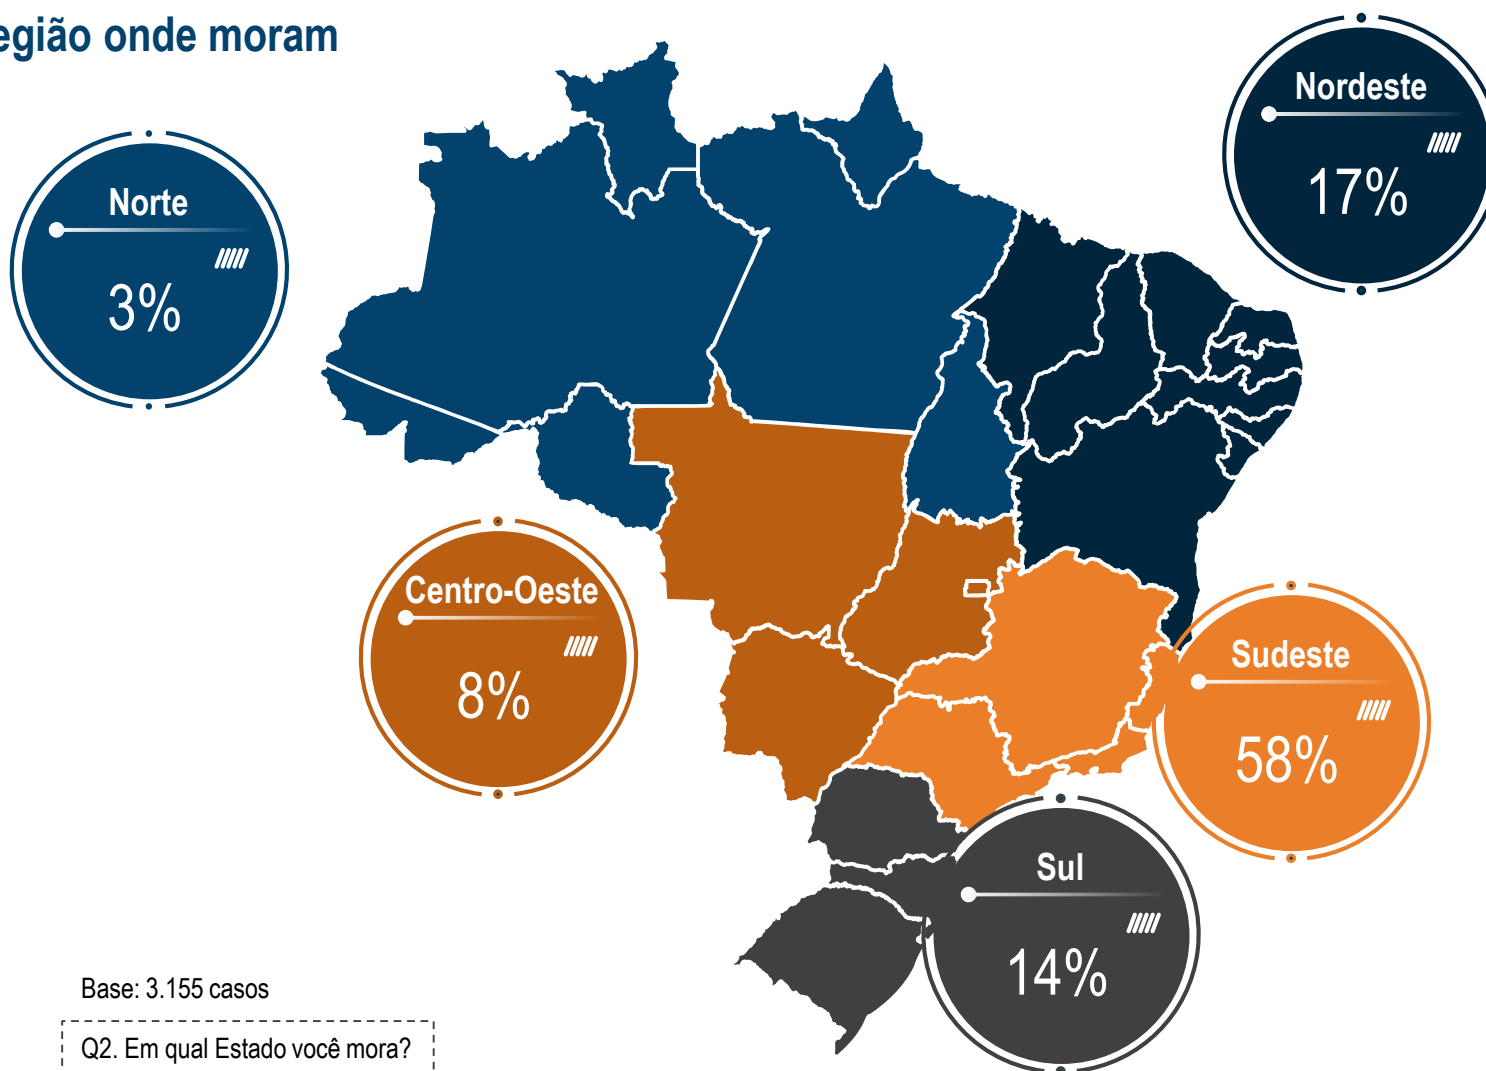 egião onde moram
Nordeste
17%
Norte
3%
Centro-Oeste
8%
Sudeste
58%
Sul
14%
Base: 3.155 casos
Q2. Em qual Estado você mora?